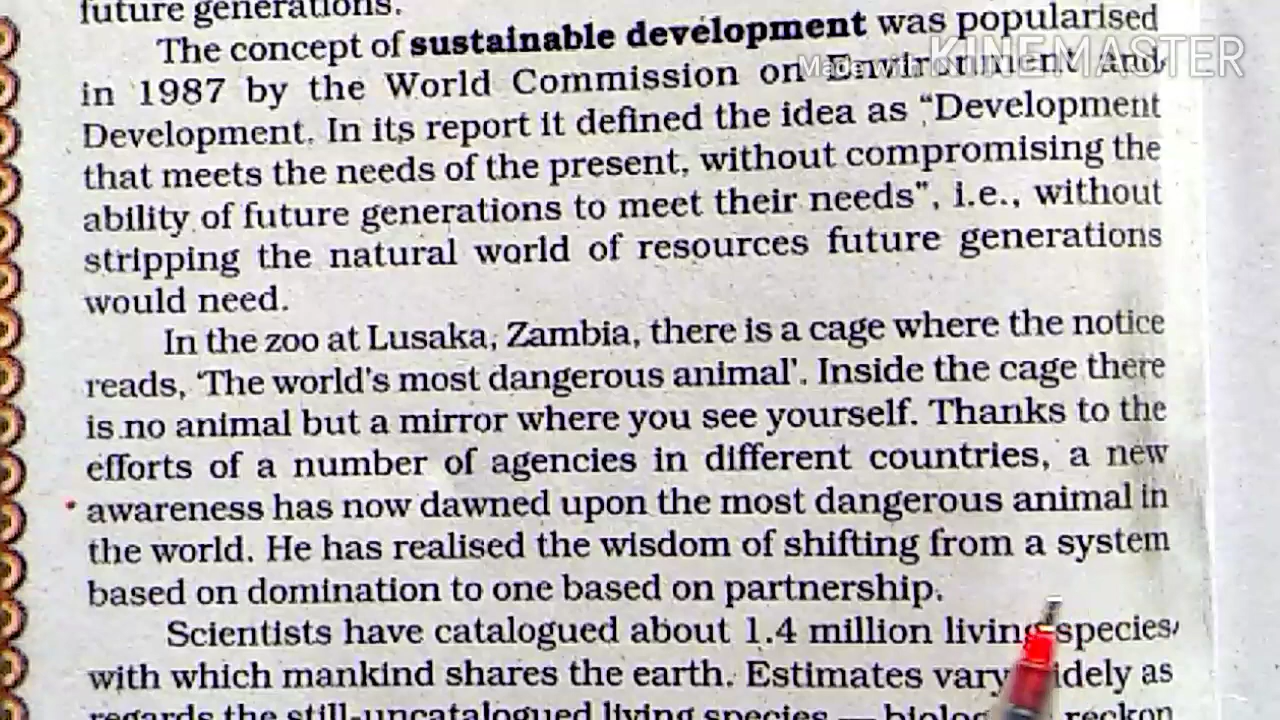 future generations.
The concept of sustainable development was popularised
Made with KINEMASTER
in 1987 by the World Commission on Environment and
Development. In its report it defined the idea as “Development
that meets the needs of the present, without compromising the
ability of future generations to meet their needs”, i.e., without
stripping the natural world of resources future generations
would need.
In the zoo at Lusaka, Zambia, there is a cage where the notice
reads, ‘The world’s most dangerous animal’. Inside the cage there
is no animal but a mirror where you see yourself. Thanks to the
efforts of a number of agencies in different countries, a new
awareness has now dawned upon the most dangerous animal in
the world. He has realised the wisdom of shifting from a system
based on domination to one based on partnership.
Scientists have catalogued about 1.4 million living species
with which mankind shares the earth. Estimates vary widely as
regards the still-uncatalogued living species — reckon